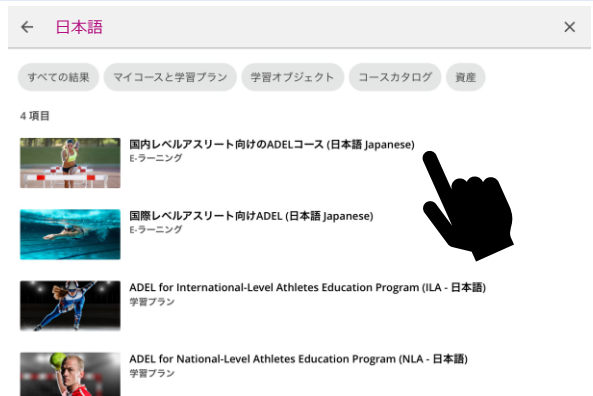 日本語
すべての結果 マイコースと学習プラン 学習オブジェクト コースカタログ 資産
4 項目
国内レベルアスリート向けのADELコース (日本語 Japanese)
E-ラーニング
国際レベルアスリート向けADEL (日本語 Japanese)
E-ラーニング
ADEL for International-Level Athletes Education Program (ILA - 日本語)
学習プラン
ADEL for National-Level Athletes Education Program (NLA - 日本語)
学習プラン